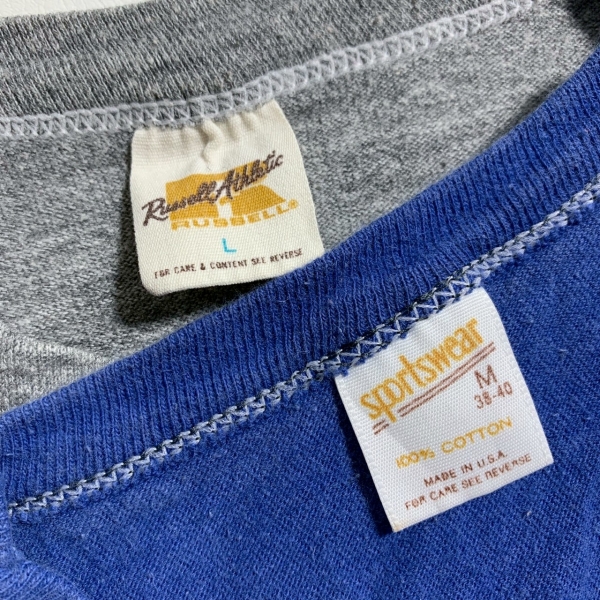 Russell Athletic
RUSSELL®
L
FOR CARE & CONTENT SEE REVERSE
sportswear
M
38-40
100% COTTON
MADE IN U.S.A.
FOR CARE SEE REVERSE